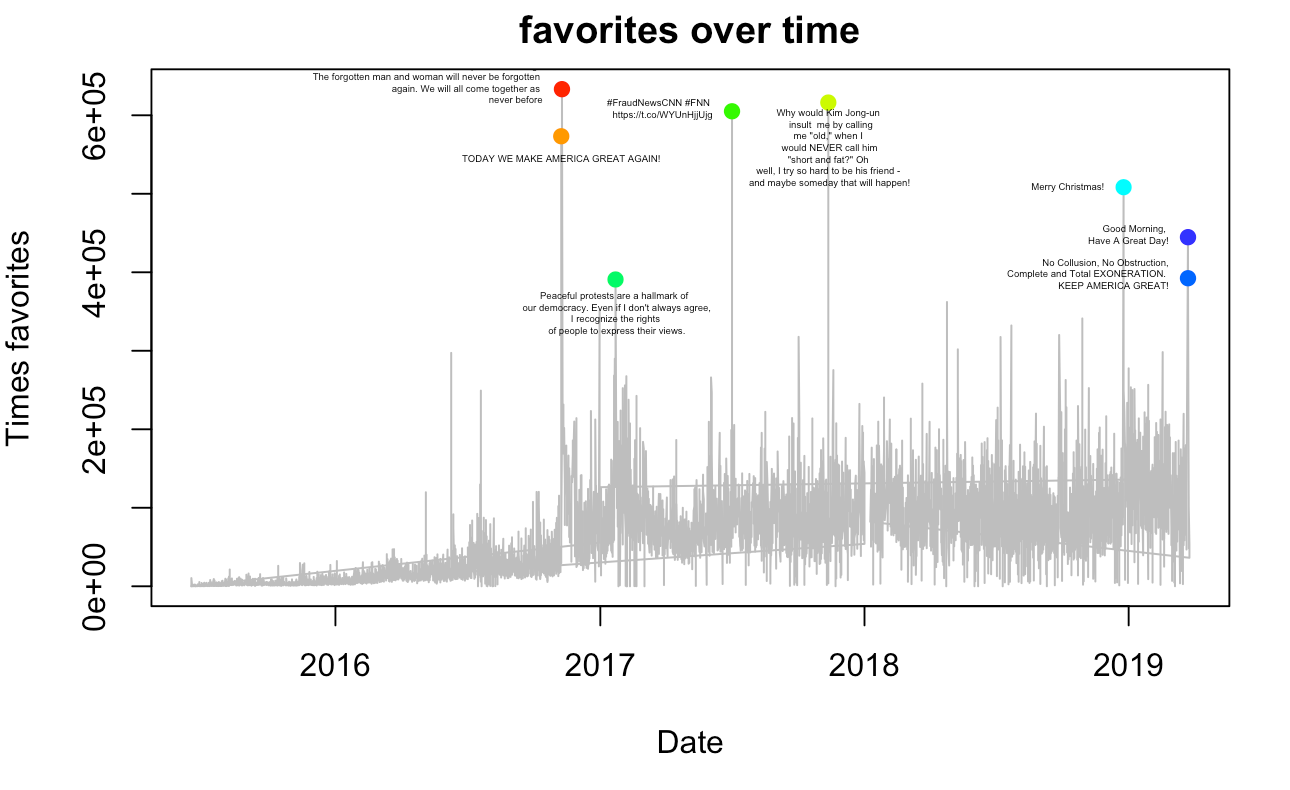 favorites over time
The forgotten man and woman will never be forgotten
again. We will all come together as
never before
#FraudNewsCNN #FNN
https://t.co/WYUnHjjUjg
Why would Kim Jong-un
insult me by calling
me "old," when I
would NEVER call him
"short and fat?" Oh
well, I try so hard to be his friend -
and maybe someday that will happen!
TODAY WE MAKE AMERICA GREAT AGAIN!
Merry Christmas!
Good Morning,
Have A Great Day!
No Collusion, No Obstruction,
Complete and Total EXONERATION.
KEEP AMERICA GREAT!
Peaceful protests are a hallmark of
our democracy. Even if I don't always agree,
I recognize the rights
of people to express their views.
Times favorites
6e+05
4e+05
2e+05
0e+00
2016
2017
2018
2019
Date